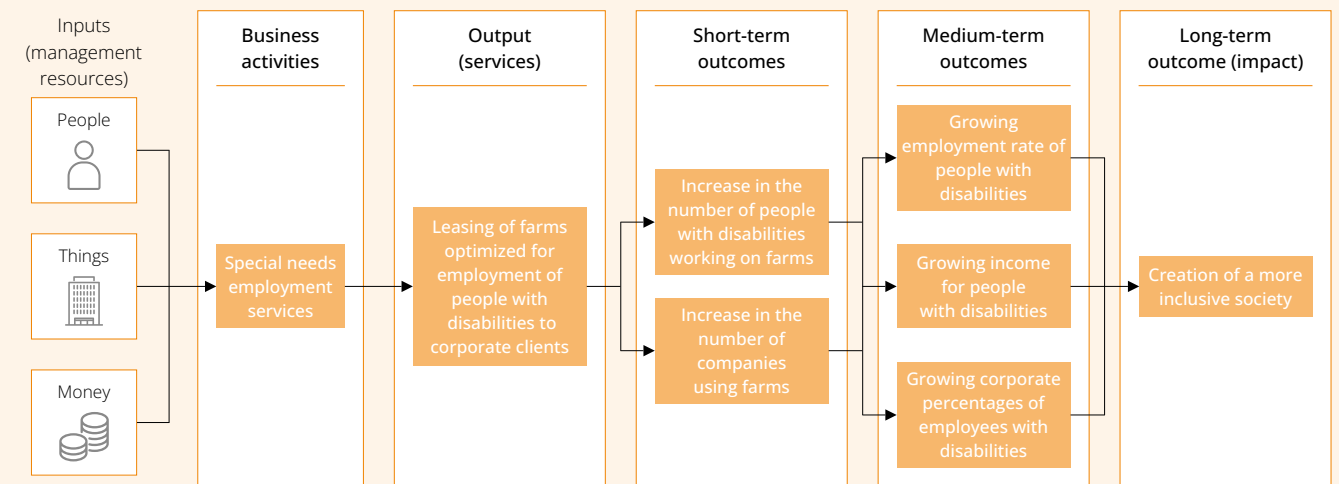 Inputs
(management
resources)
People
Things
Money
Business
activities
Special needs
employment
services
Output
(services)
Leasing of farms
optimized for
employment of
people with
disabilities to
corporate clients
Short-term
outcomes
Increase in the
number of people
with disabilities
working on farms
Increase in the
number of
companies
using farms
Medium-term
outcomes
Growing
employment rate of
people with
disabilities
Growing income
for people
with disabilities
Growing corporate
percentages of
employees with
disabilities
Long-term
outcome (impact)
Creation of a more
inclusive society